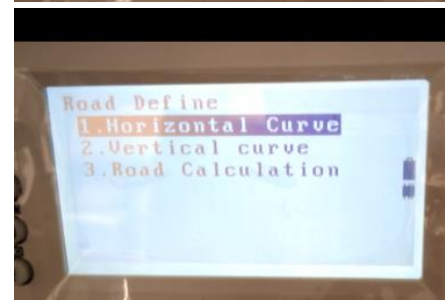 Road Define
1.Horizontal Curve
2.Vertical curve
3.Road Calculation